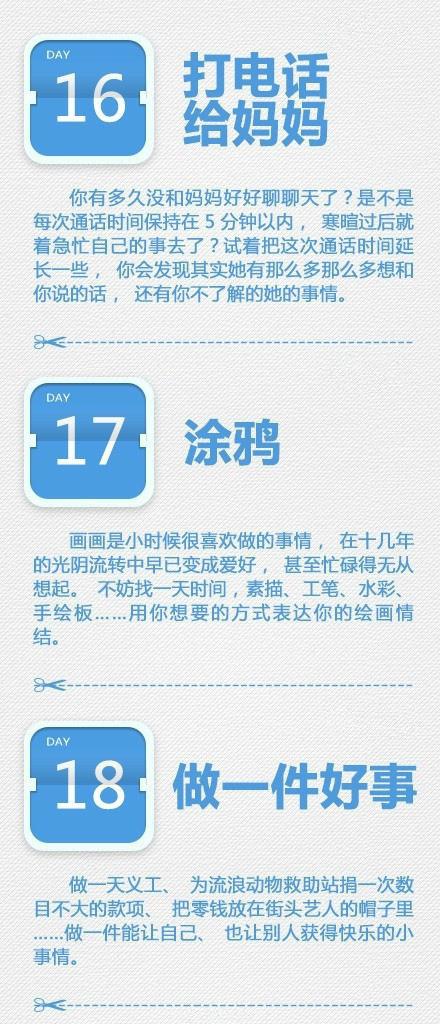 DAY
16
打电话
给妈妈
你有多久没和妈妈好好聊聊天了？是不是
每次通话时间保持在 5 分钟以内， 寒暄过后就
着急忙自己的事去了？试着把这次通话时间延
长一些， 你会发现其实她有那么多那么多想和
你说的话， 还有你不了解的她的事情。
DAY
17
涂鸦
画画是小时候很喜欢做的事情， 在十几年
的光阴流转中早已变成爱好， 甚至忙碌得无从
想起。 不妨找一天时间，素描、工笔、水彩、
手绘板……用你想要的方式表达你的绘画情
结。
DAY
18
做一件好事
做一天义工、 为流浪动物救助站捐一次数
目不大的款项、 把零钱放在街头艺人的帽子里
……做一件能让自己、 也让别人获得快乐的小
事情。